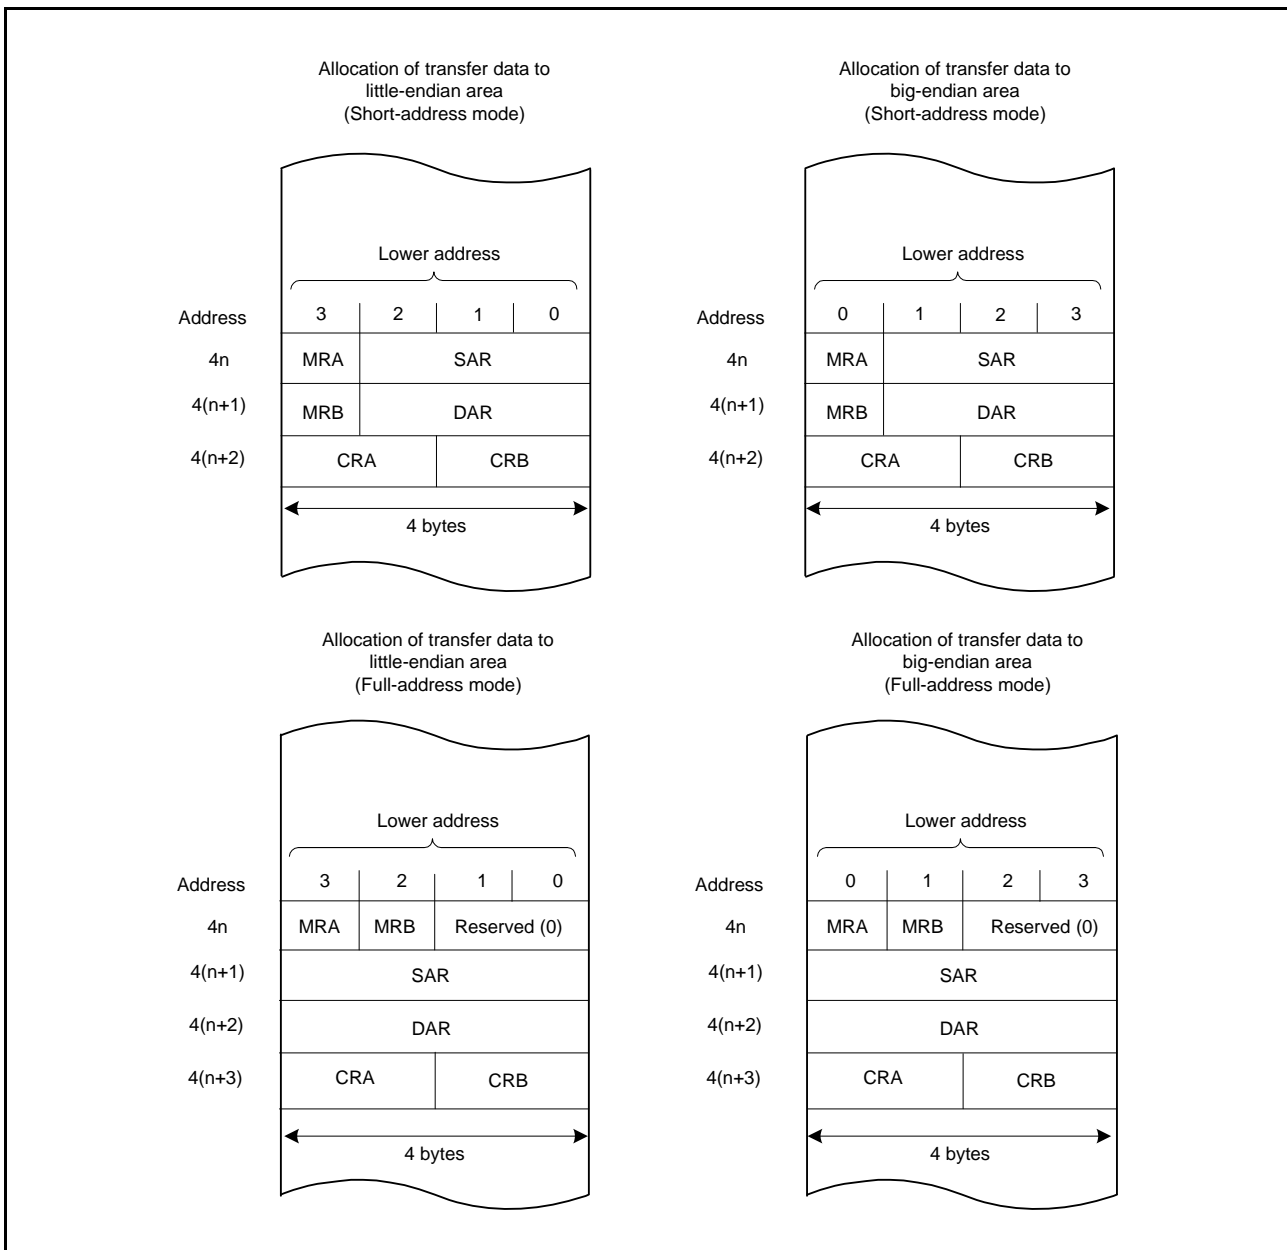 Allocation of transfer data to
little-endian area
(Short-address mode)
Lower address
Address 3 2 1 0
4n MRA SAR
4(n+1) MRB DAR
4(n+2) CRA CRB
4 bytes
Allocation of transfer data to
big-endian area
(Short-address mode)
Lower address
Address 0 1 2 3
4n MRA SAR
4(n+1) MRB DAR
4(n+2) CRA CRB
4 bytes
Allocation of transfer data to
little-endian area
(Full-address mode)
Lower address
Address 3 2 1 0
4n MRA MRB Reserved (0)
4(n+1) SAR
4(n+2) DAR
4(n+3) CRA CRB
4 bytes
Allocation of transfer data to
big-endian area
(Full-address mode)
Lower address
Address 0 1 2 3
4n MRA MRB Reserved (0)
4(n+1) SAR
4(n+2) DAR
4(n+3) CRA CRB
4 bytes